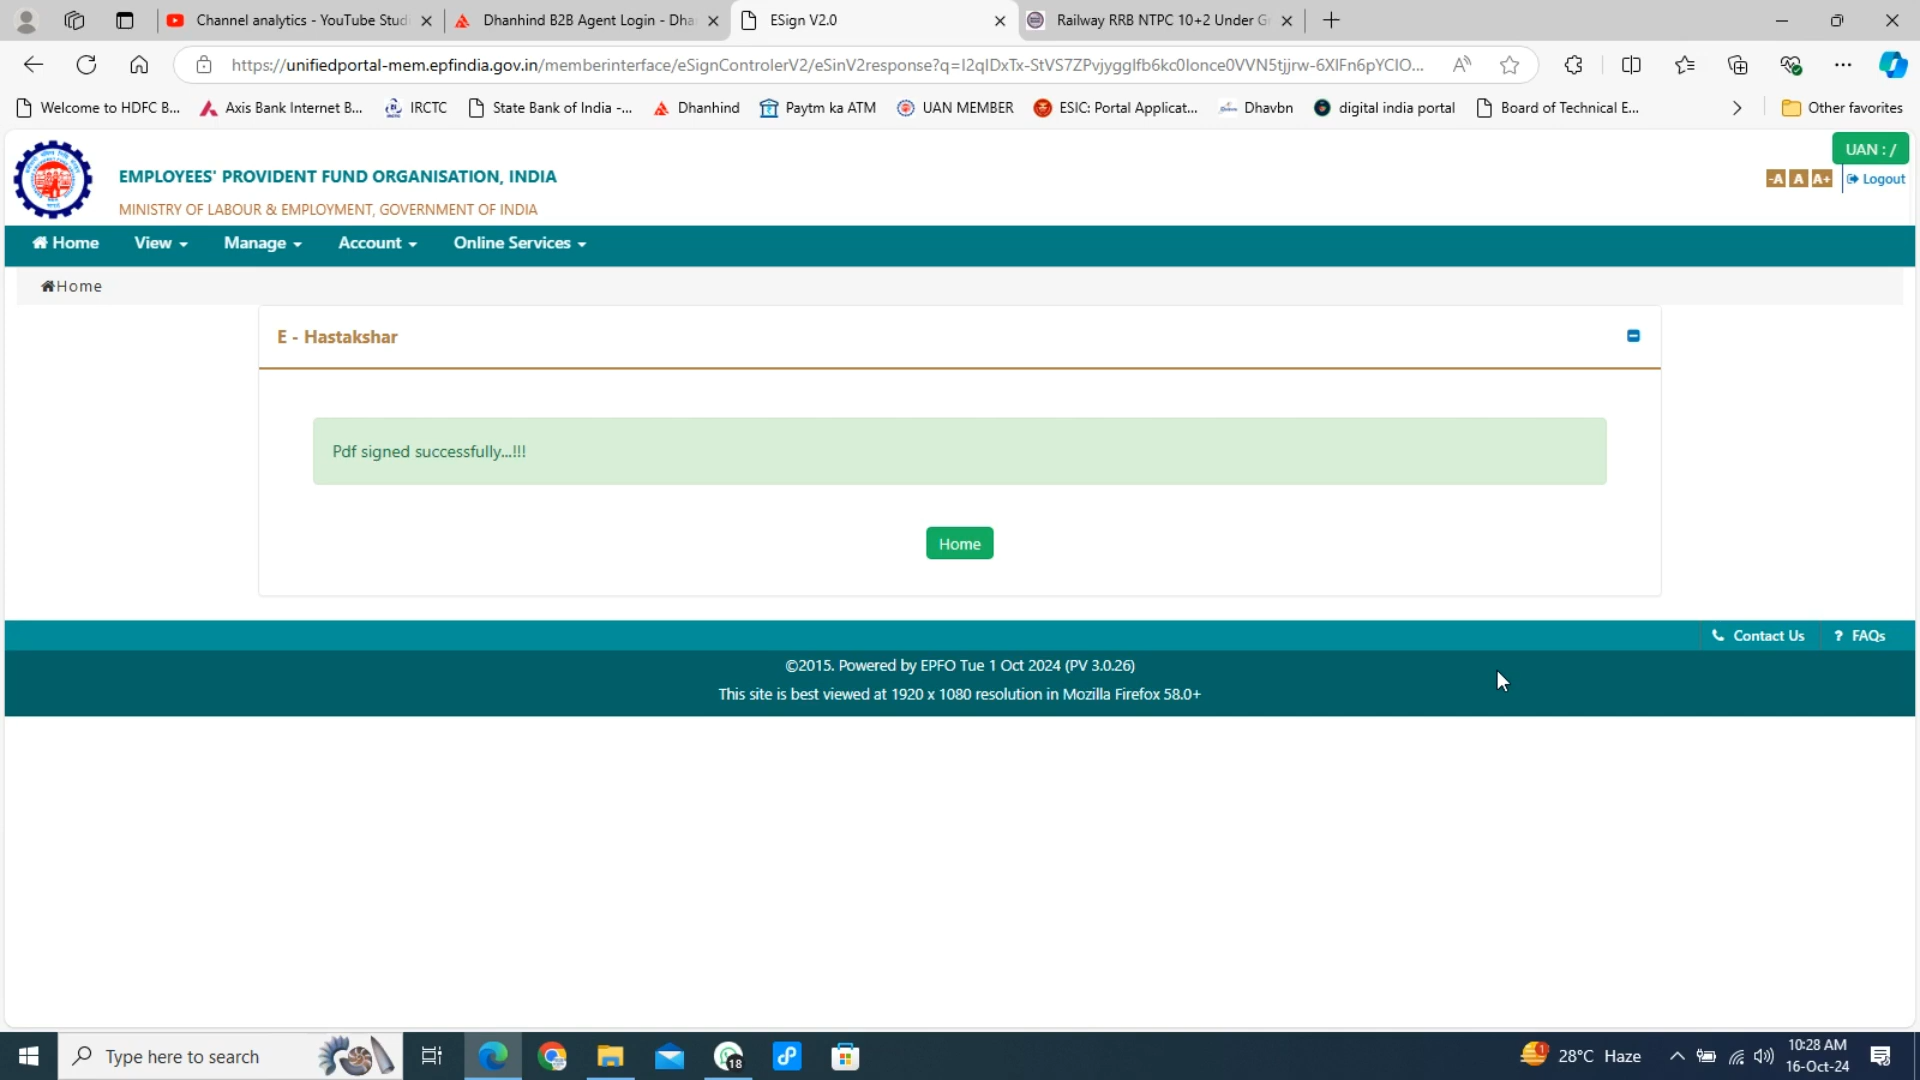 Channel analytics - YouTube Stud
Dhanhind B2B Agent Login - Dha
ESign V2.0
Railway RRB NTPC 10+2 Under Gr
https://unifiedportal-mem.epfindia.gov.in/memberinterface/eSignControlerV2/
Welcome to HDFC B...
Axis Bank Internet B...
IRCTC
State Bank of India -...
Dhanhind
Paytm ka ATM
UAN MEMBER
ESIC: Portal Applicat...
Dhavbn
digital india portal
Board of Technical E...
Other favorites
UAN : /
EMPLOYEES' PROVIDENT FUND ORGANISATION, INDIA
-A A A+ Logout
MINISTRY OF LABOUR & EMPLOYMENT, GOVERNMENT OF INDIA
Home View Manage Account Online Services
Home
E - Hastakshar
Pdf signed successfully...!!!
Home
Contact Us ? FAQs
©2015. Powered by EPFO Tue 1 Oct 2024 (PV 3.0.26)
This site is best viewed at 1920 x 1080 resolution in Mozilla Firefox 58.0+
Type here to search
18
28°C Haze
10:28 AM
16-Oct-24